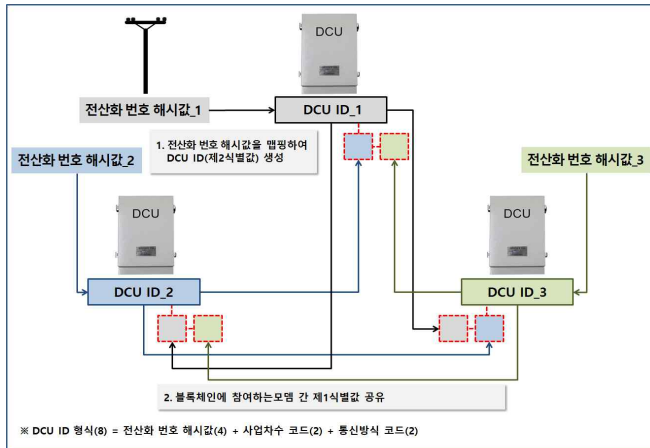 DCU
전산화 번호 해시값_1
DCU ID_1
1. 전산화 번호 해시값을 맵핑하여
DCU ID(제2식별값) 생성
전산화 번호 해시값_2
전산화 번호 해시값_3
DCU
DCU
DCU ID_2
DCU ID_3
2. 블록체인에 참여하는모뎀 간 제1식별값 공유
※ DCU ID 형식(8) = 전산화 번호 해시값(4) + 사업차수 코드(2) + 통신방식 코드(2)